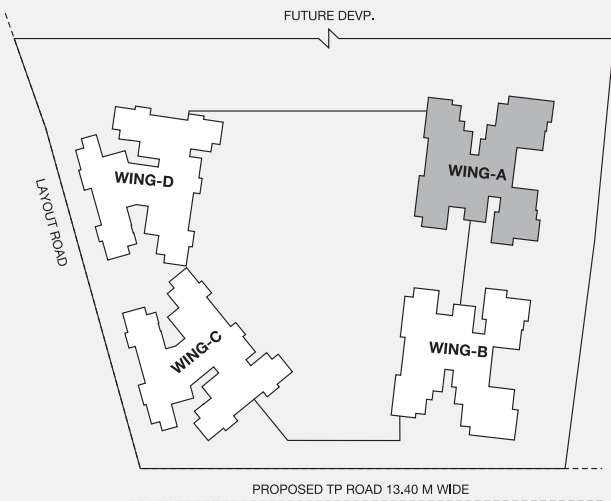 FUTURE DEVP.
WING-D
WING-A
LAYOUT ROAD
WING-C
WING-B
PROPOSED TP ROAD 13.40 M WIDE